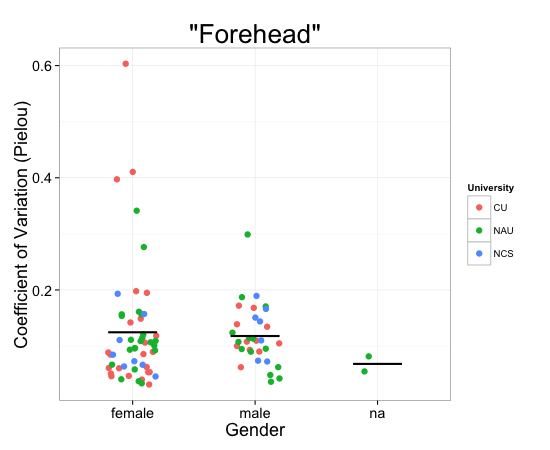 "Forehead"
Coefficient of Variation (Pielou)
0.6
0.4
0.2
female
male
na
Gender
University
CU
NAU
NCS